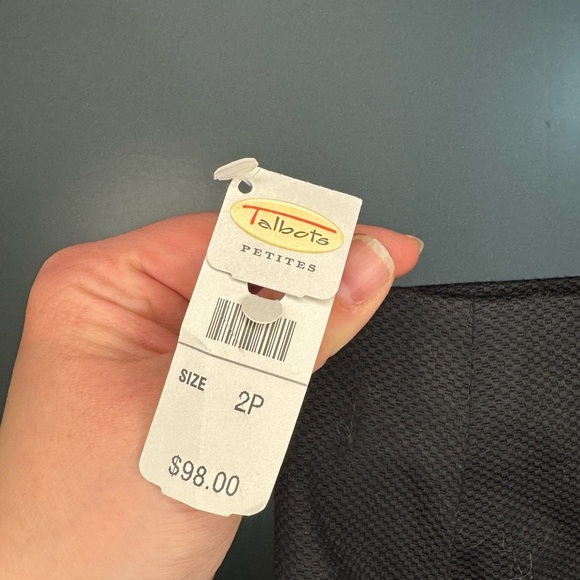 Talbots
PETITES
SIZE 2P
$98.00